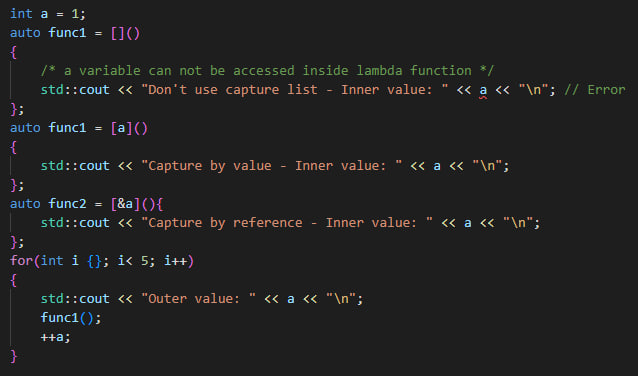 int a = 1;
auto func1 = []()
{
    /* a variable can not be accessed inside lambda function */
    std::cout << "Don't use capture list - Inner value: " << a << "\n"; // Error
};
auto func1 = [a]()
{
    std::cout << "Capture by value - Inner value: " << a << "\n";
};
auto func2 = [&a](){
    std::cout << "Capture by reference - Inner value: " << a << "\n";
};
for(int i {}; i< 5; i++)
{
    std::cout << "Outer value: " << a << "\n";
    func1();
    ++a;
}